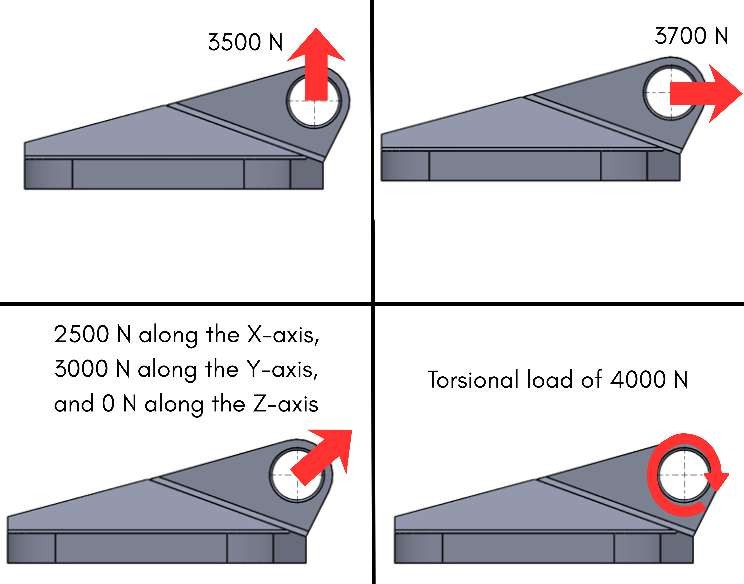 3500 N
3700 N
2500 N along the X-axis,
3000 N along the Y-axis,
and 0 N along the Z-axis
Torsional load of 4000 N